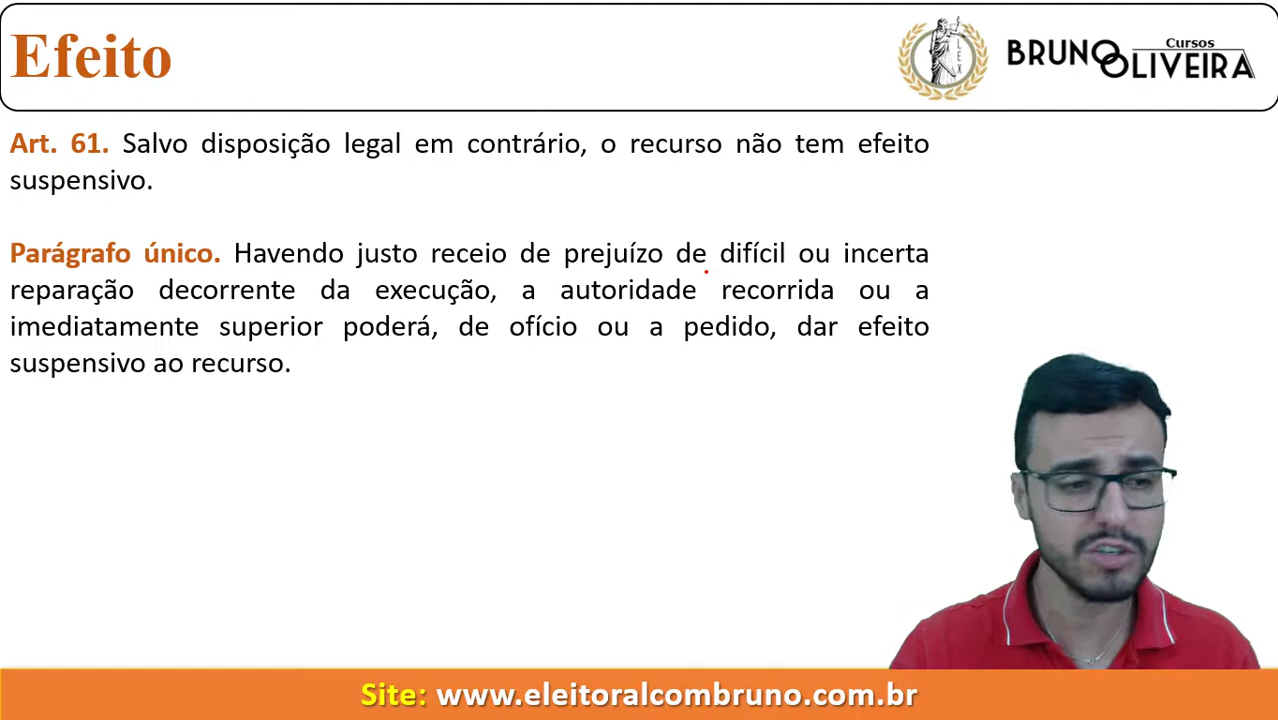 Efeito
LEX
Cursos
BRUNO
OLIVEIRA
Art. 61. Salvo disposição legal em contrário, o recurso não tem efeito
suspensivo.
Parágrafo único. Havendo justo receio de prejuízo de difícil ou incerta
reparação decorrente da execução, a autoridade recorrida ou a
imediatamente superior poderá, de ofício ou a pedido, dar efeito
suspensivo ao recurso.
Site: www.eleitoralcombruno.com.br